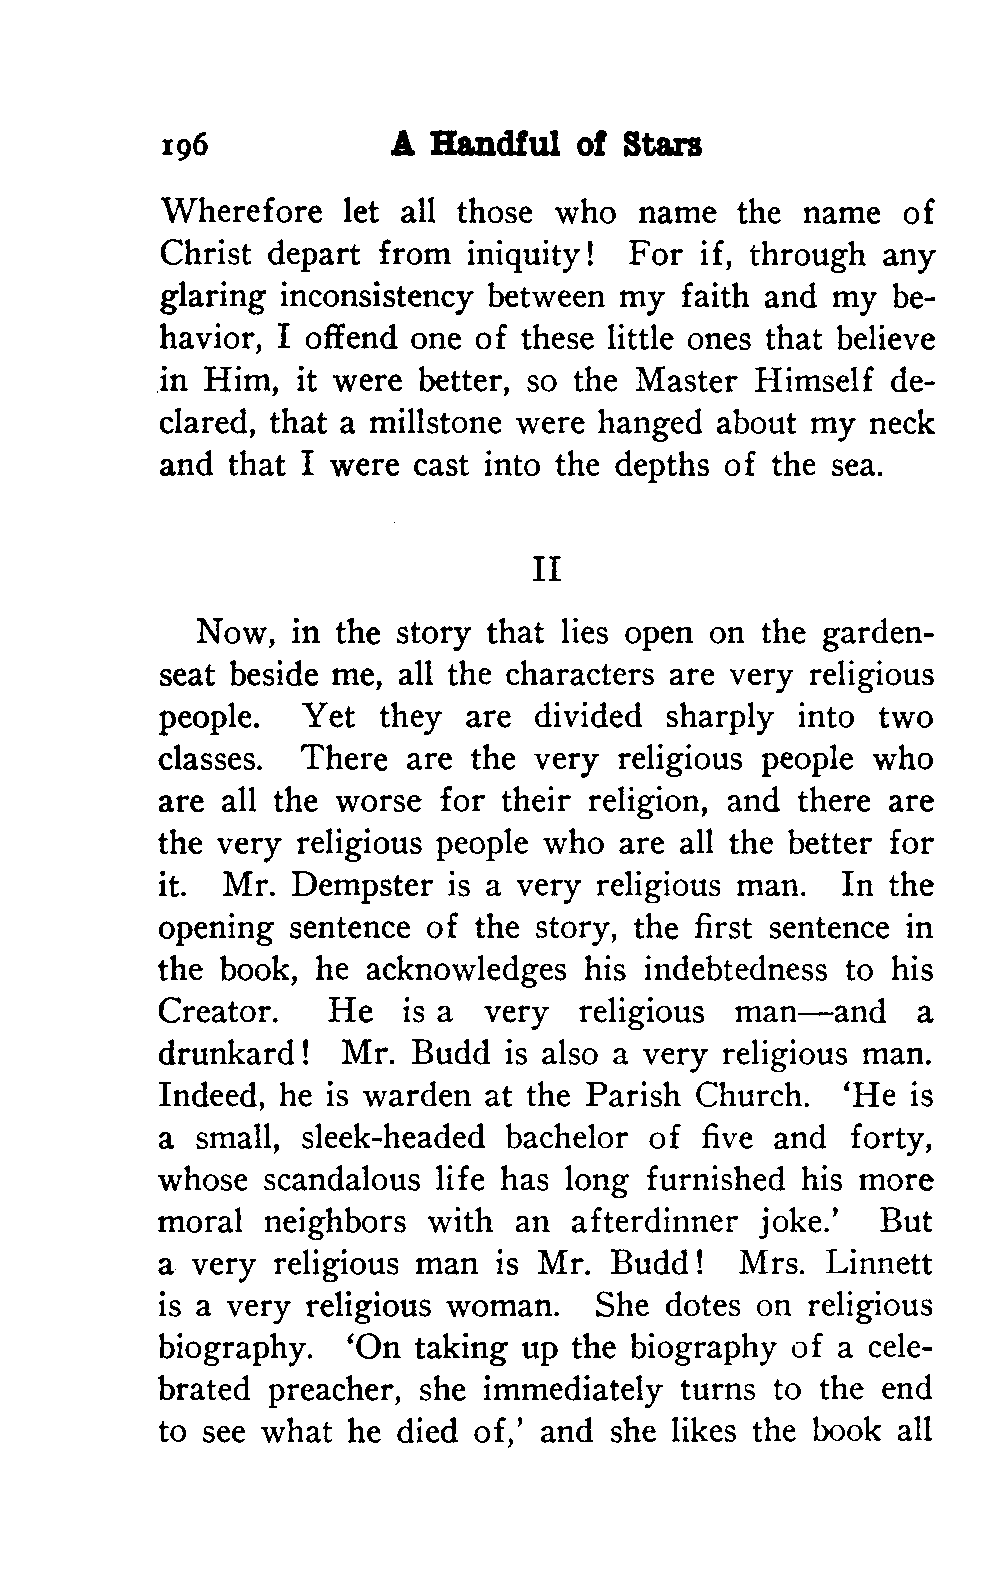 196 A Handful of Stars
Wherefore let all those who name the name of
Christ depart from iniquity! For if, through any
glaring inconsistency between my faith and my be-
havior, I offend one of these little ones that believe
in Him, it were better, so the Master Himself de-
clared, that a millstone were hanged about my neck
and that I were cast into the depths of the sea.
II
Now, in the story that lies open on the garden-
seat beside me, all the characters are very religious
people. Yet they are divided sharply into two
classes. There are the very religious people who
are all the worse for their religion, and there are
the very religious people who are all the better for
it. Mr. Dempster is a very religious man. In the
opening sentence of the story, the first sentence in
the book, he acknowledges his indebtedness to his
Creator. He is a very religious man—and a
drunkard! Mr. Budd is also a very religious man.
Indeed, he is warden at the Parish Church. ‘He is
a small, sleek-headed bachelor of five and forty,
whose scandalous life has long furnished his more
moral neighbors with an afterdinner joke.’ But
a very religious man is Mr. Budd! Mrs. Linnett
is a very religious woman. She dotes on religious
biography. ‘On taking up the biography of a cele-
brated preacher, she immediately turns to the end
to see what he died of,’ and she likes the book all